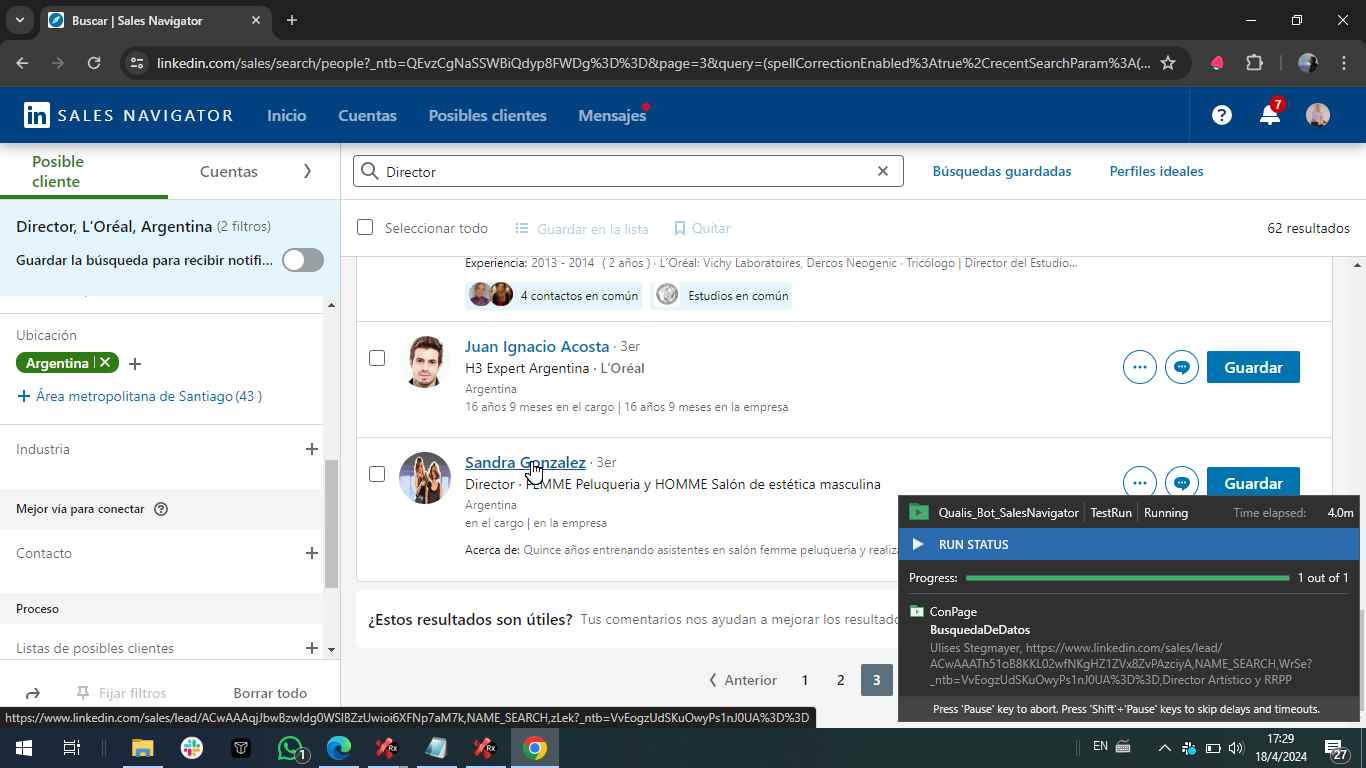 Buscar | Sales Navigator
linkedin.com/sales/search/people?_ntb=QEvzCgNaSSWBiQdyp8FWDg%3D%3D&page=3&query=(spellCorrectionEnabled%3Atrue%2CrecentSearchParam%3A(...
in SALES NAVIGATOR
Inicio
Cuentas
Posibles clientes
Mensajes
7
Posible cliente
Cuentas
Director
Búsquedas guardadas
Perfiles ideales
Director, L'Oréal, Argentina (2 filtros)
Guardar la búsqueda para recibir notifi...
Seleccionar todo
Guardar en la lista
Quitar
62 resultados
Ubicación
Argentina
+ Área metropolitana de Santiago (43 )
Industria
Mejor vía para conectar
Contacto
Proceso
Listas de posibles clientes
Fijar filtros
Borrar todo
Experiencia: 2013 - 2014 ( 2 años ) · L'Oréal: Vichy Laboratoires, Dercos Neogenic · Tricólogo | Director del Estudio...
4 contactos en común
Estudios en común
Juan Ignacio Acosta · 3er
H3 Expert Argentina · L'Oréal
Argentina
16 años 9 meses en el cargo | 16 años 9 meses en la empresa
Guardar
Sandra Gonzalez · 3er
Director · FEMME Peluqueria y HOMME Salón de estética masculina
Argentina
en el cargo | en la empresa
Acerca de: Quince años entrenando asistentes en salón femme peluquería y realiz
Guardar
¿Estos resultados son útiles? Tus comentarios nos ayudan a mejorar los resultado
Anterior
1
2
3
Qualis_Bot_SalesNavigator
TestRun
Running
Time elapsed: 4.0m
RUN STATUS
Progress:
1 out of 1
ConPage
BusquedaDeDatos
Ulises Stegmayer, https://www.linkedin.com/sales/lead/
ACwAAATh51oB8KKL02wfNKgHZ1ZVx8ZvPAzciyA,NAME_SEARCH,WrSe?
_ntb=VvEogzUdSKuOwyPs1nJ0UA%3D%3D,Director Artístico y RRPP
Press 'Pause' key to abort. Press 'Shift'+'Pause' keys to skip delays and timeouts.
https://www.linkedin.com/sales/lead/ACwAAAqjJbwBzwIdg0WSIBZzUwioi6XFNp7aM7k,NAME_SEARCH,zLek?_ntb=VvEogzUdSKuOwyPs1nJ0UA%3D%3D
1
Rx
Rx
EN
17:29
18/4/2024
27